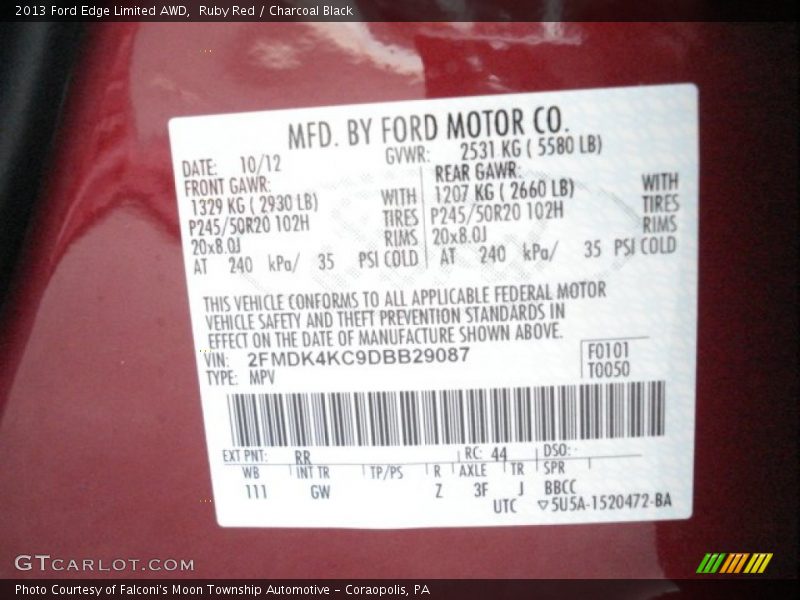 2013 Ford Edge Limited AWD, Ruby Red / Charcoal Black
MFD. BY FORD MOTOR CO.
DATE: 10/12 GVWR: 2531 KG ( 5580 LB)
FRONT GAWR: REAR GAWR:
1329 KG ( 2930 LB) WITH 1207 KG ( 2660 LB) WITH
P245/50R20 102H TIRES P245/50R20 102H TIRES
20x8.0J RIMS 20x8.0J RIMS
AT 240 kPa/ 35 PSI COLD AT 240 kPa/ 35 PSI COLD
THIS VEHICLE CONFORMS TO ALL APPLICABLE FEDERAL MOTOR
VEHICLE SAFETY AND THEFT PREVENTION STANDARDS IN
EFFECT ON THE DATE OF MANUFACTURE SHOWN ABOVE.
VIN: 2FMDK4KC9DBB29087 F0101
TYPE: MPV T0050
EXT PNT: RR RC: 44 DSO:
WB INT TR TP/PS R AXLE TR SPR
111 GW Z 3F J BBCC
UTC ▽5U5A-1520472-BA
GTCARLOT.COM
Photo Courtesy of Falconi's Moon Township Automotive - Coraopolis, PA